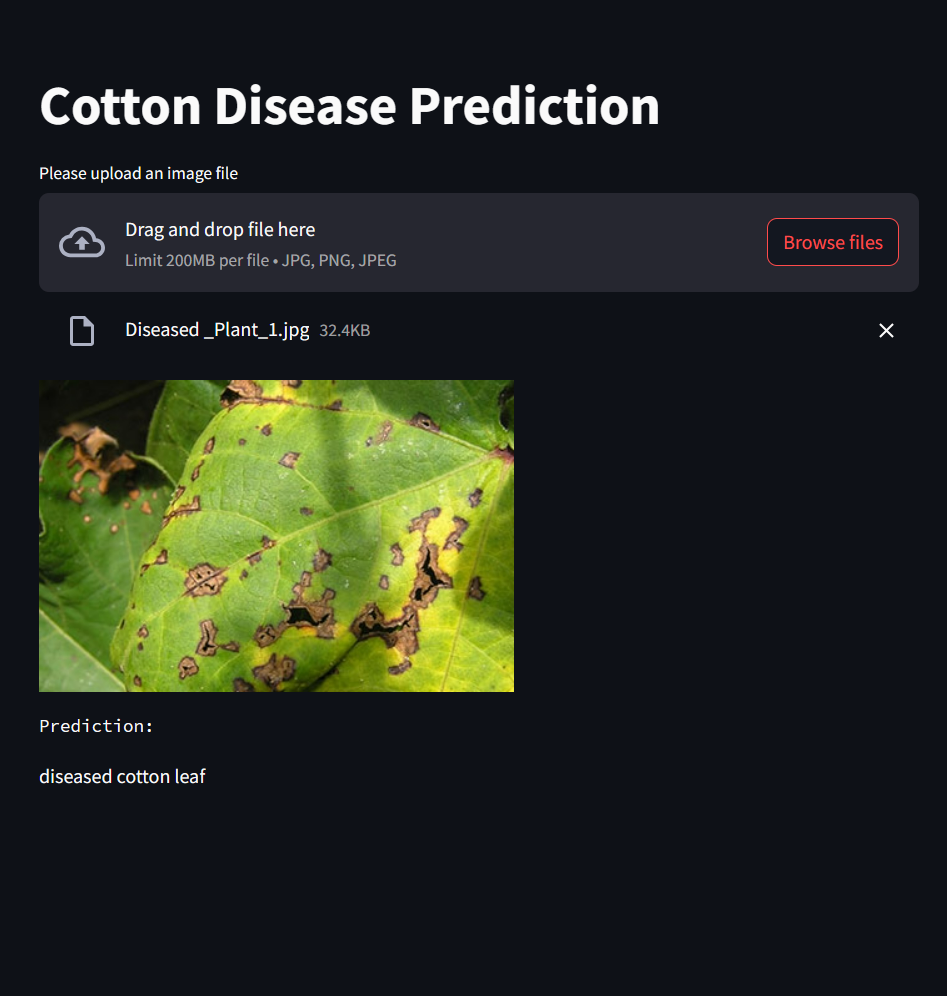 Cotton Disease Prediction
Please upload an image file
Drag and drop file here
Limit 200MB per file • JPG, PNG, JPEG
Browse files
Diseased _Plant_1.jpg 32.4KB
Prediction:
diseased cotton leaf